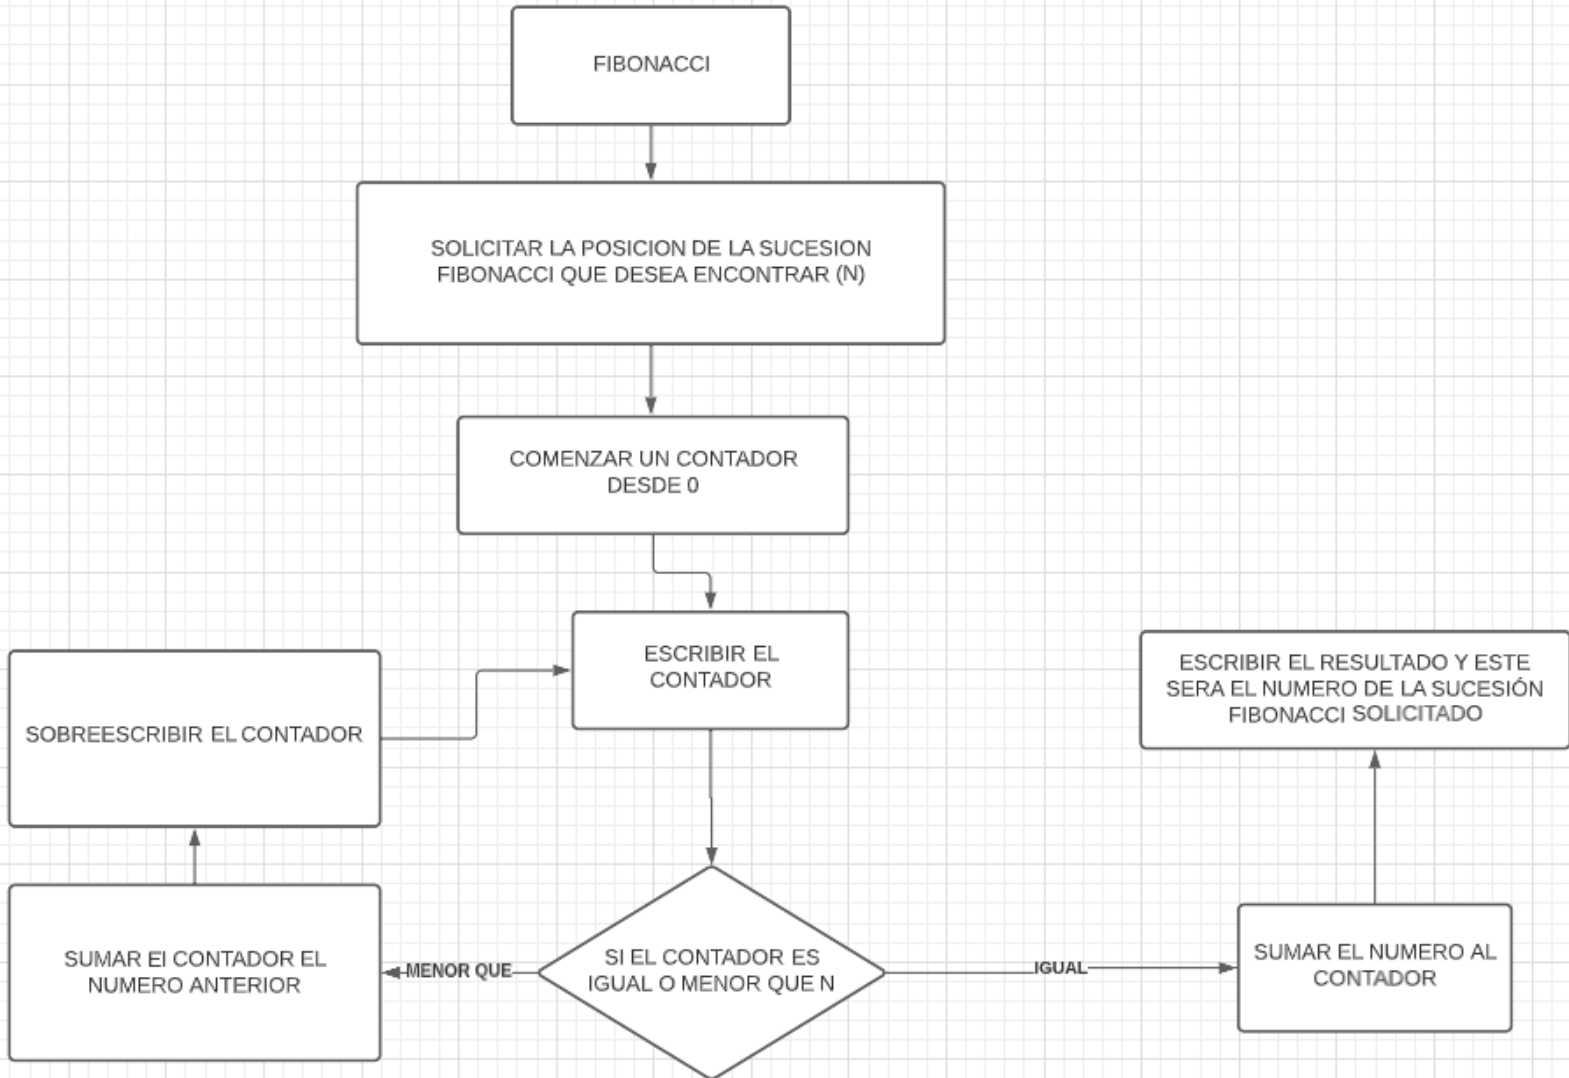 FIBONACCI
SOLICITAR LA POSICION DE LA SUCESION
FIBONACCI QUE DESEA ENCONTRAR (N)
COMENZAR UN CONTADOR
DESDE 0
ESCRIBIR EL
CONTADOR
SI EL CONTADOR ES
IGUAL O MENOR QUE N
MENOR QUE
SUMAR El CONTADOR EL
NUMERO ANTERIOR
SOBREESCRIBIR EL CONTADOR
IGUAL
SUMAR EL NUMERO AL
CONTADOR
ESCRIBIR EL RESULTADO Y ESTE
SERA EL NUMERO DE LA SUCESIÓN
FIBONACCI SOLICITADO